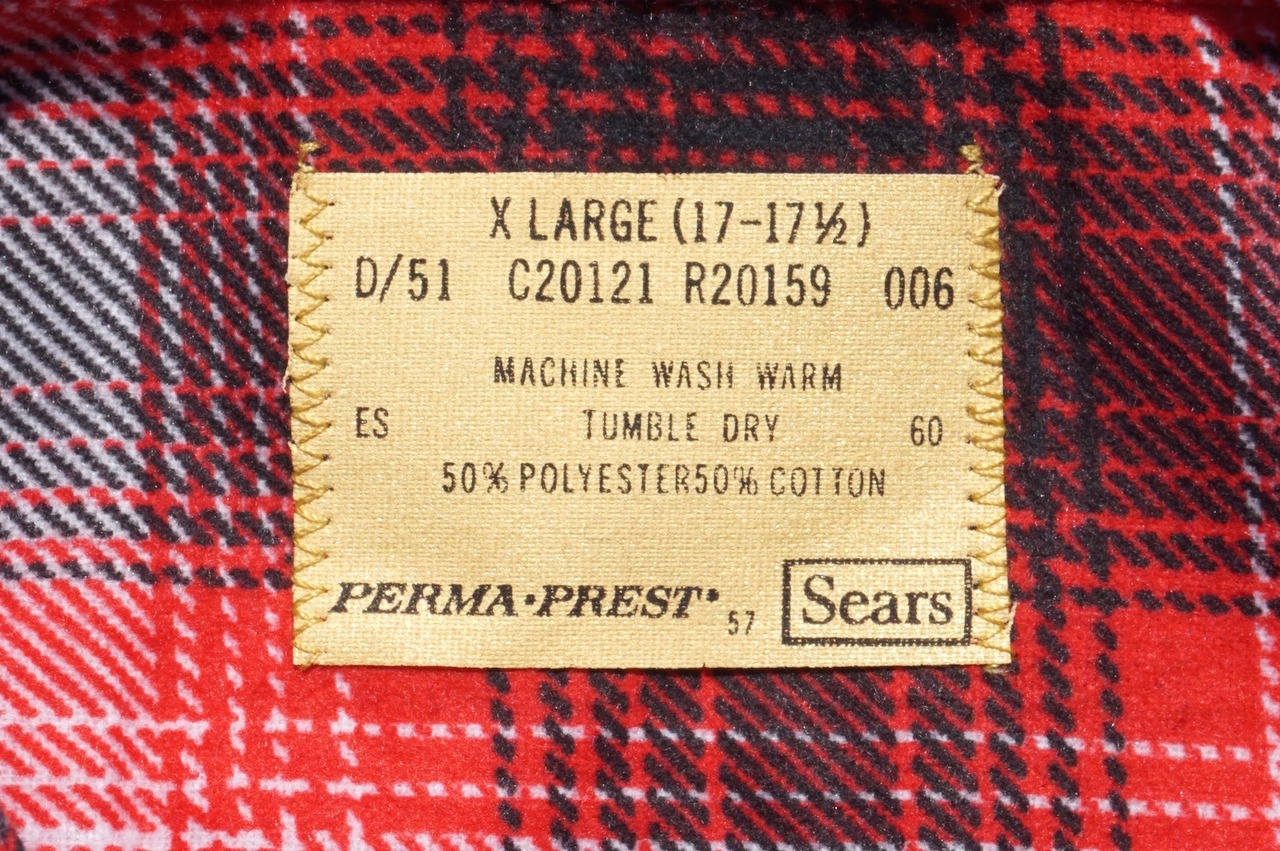 X LARGE (17-17½)
D/51 C20121 R20159 006
MACHINE WASH WARM
ES TUMBLE DRY 60
50% POLYESTER50% COTTON
PERMA·PREST® 57 Sears